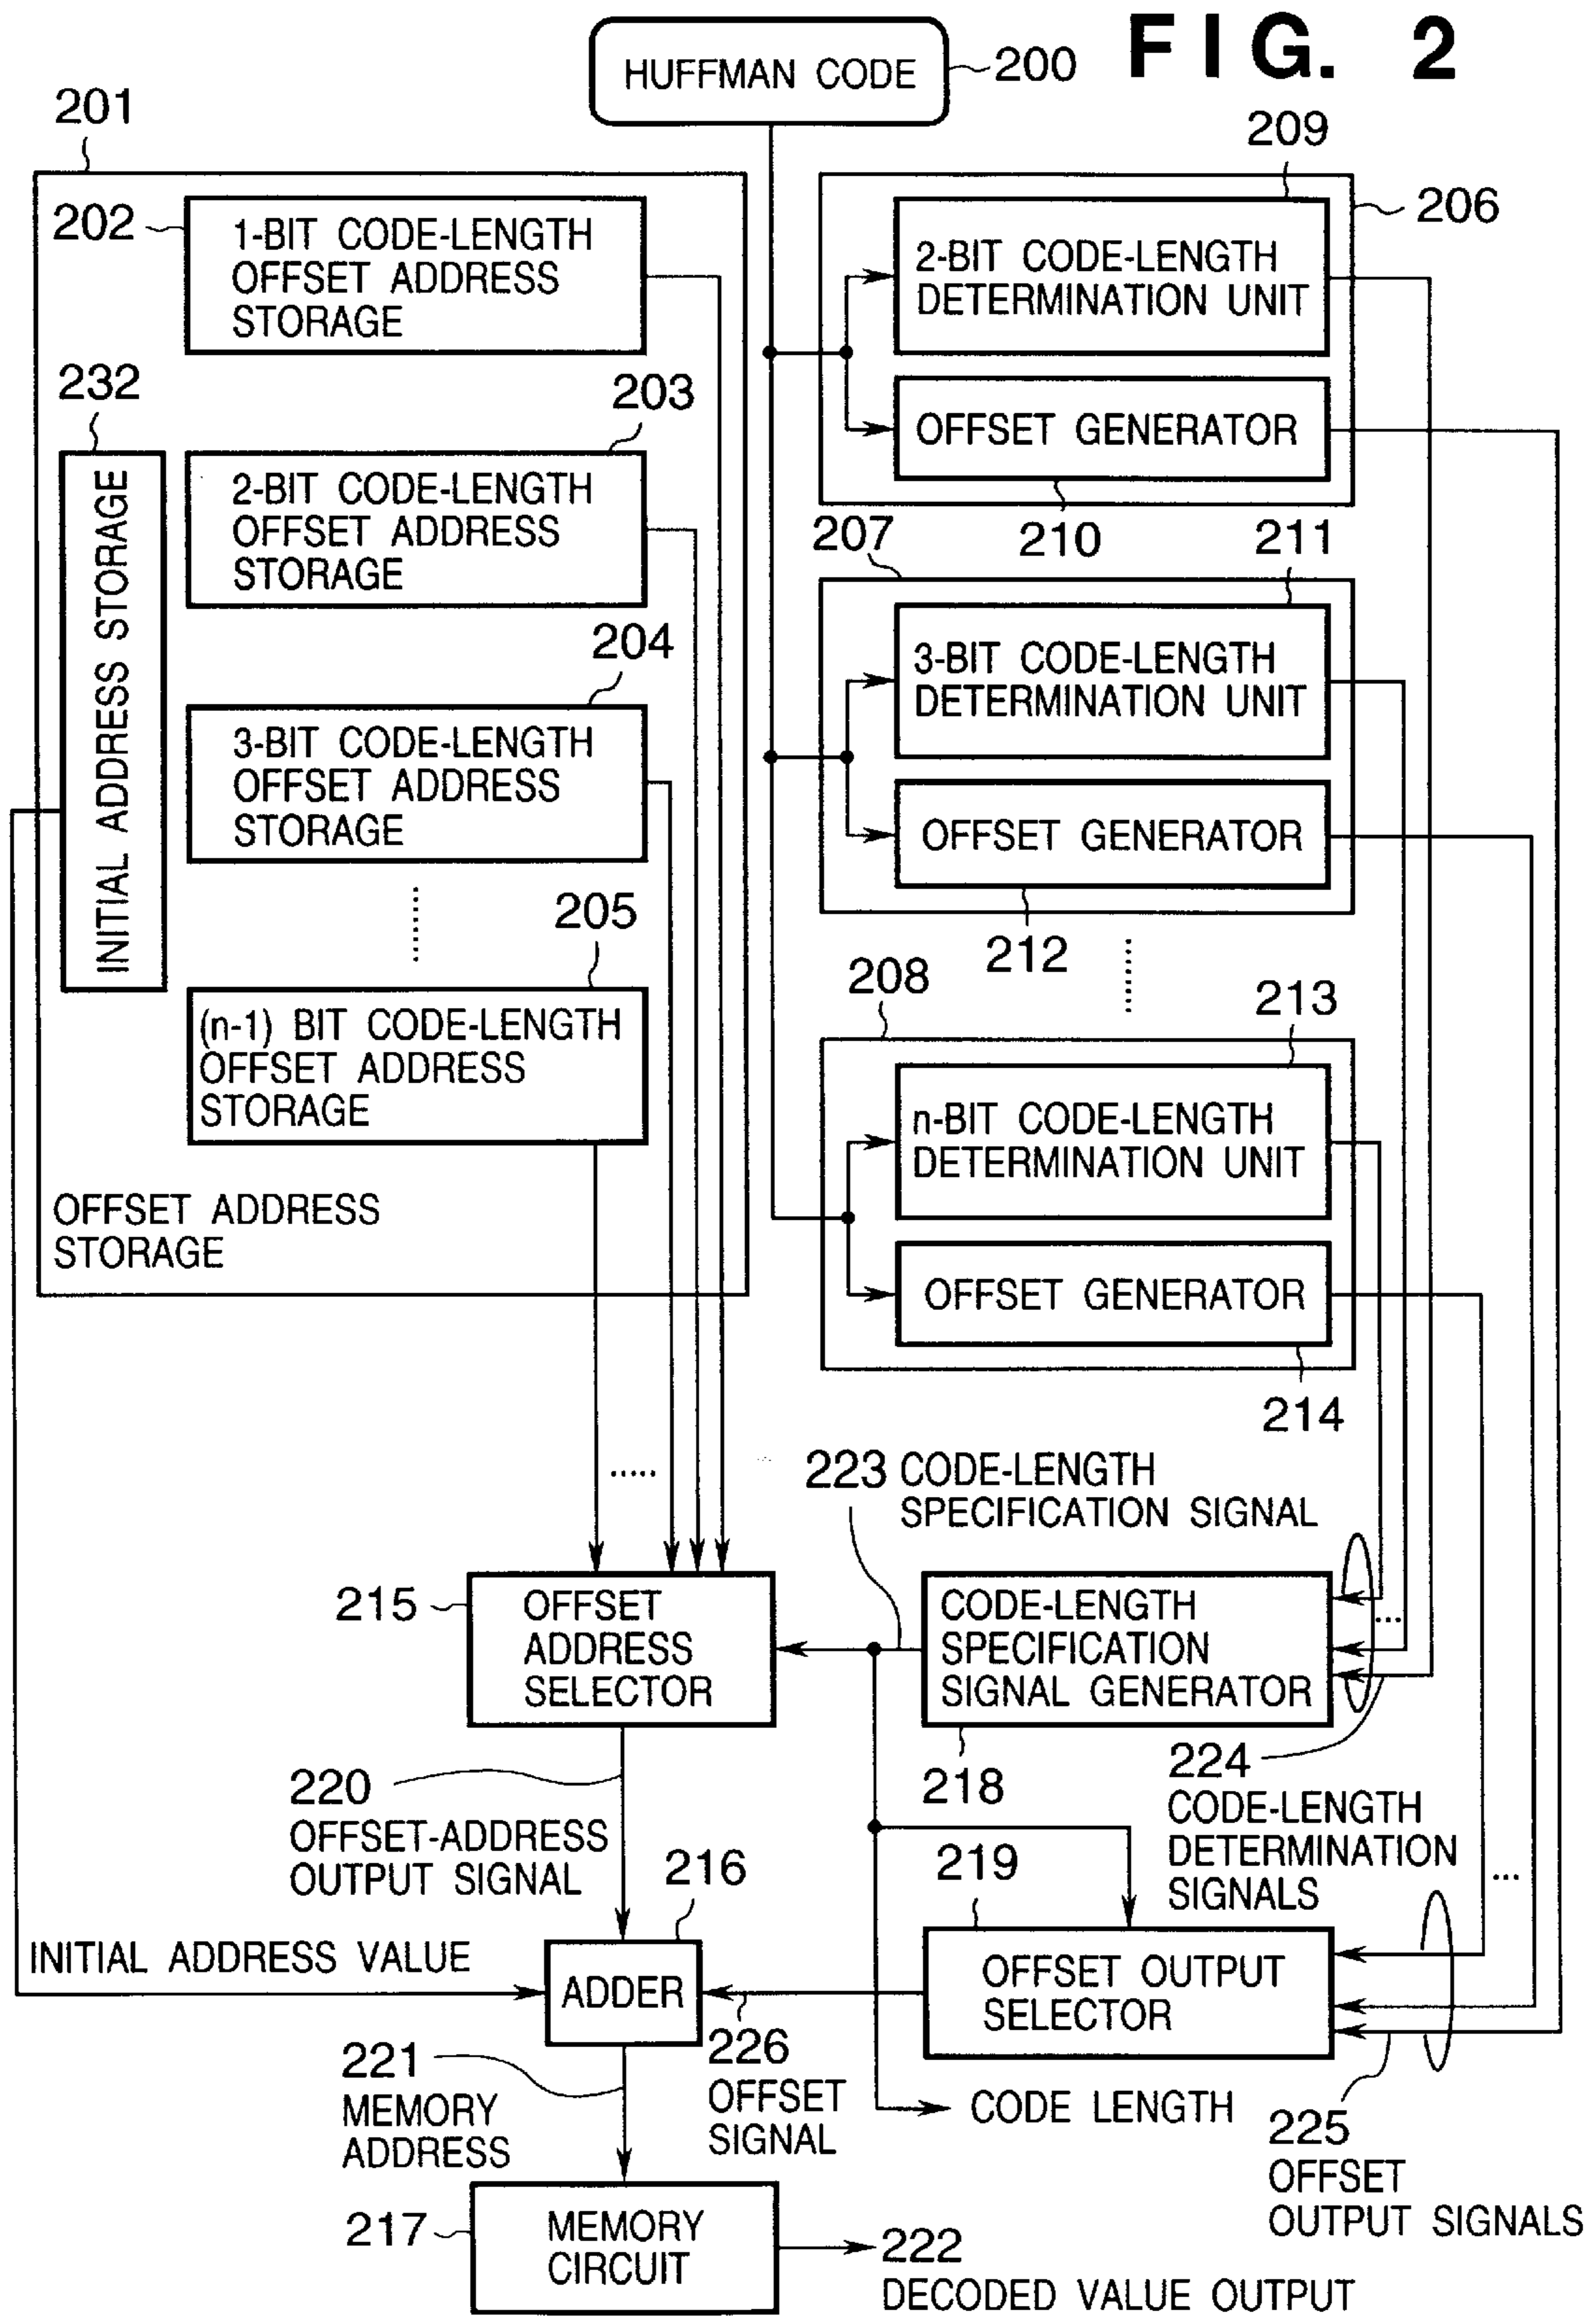 FIG. 2
HUFFMAN CODE
200
201
202
1-BIT CODE-LENGTH
OFFSET ADDRESS
STORAGE
232
INITIAL ADDRESS STORAGE
203
2-BIT CODE-LENGTH
OFFSET ADDRESS
STORAGE
204
3-BIT CODE-LENGTH
OFFSET ADDRESS
STORAGE
205
(n-1) BIT CODE-LENGTH
OFFSET ADDRESS
STORAGE
OFFSET ADDRESS
STORAGE
209
206
2-BIT CODE-LENGTH
DETERMINATION UNIT
OFFSET GENERATOR
210
207
211
3-BIT CODE-LENGTH
DETERMINATION UNIT
OFFSET GENERATOR
212
208
213
n-BIT CODE-LENGTH
DETERMINATION UNIT
OFFSET GENERATOR
214
223 CODE-LENGTH
SPECIFICATION SIGNAL
215
OFFSET
ADDRESS
SELECTOR
CODE-LENGTH
SPECIFICATION
SIGNAL GENERATOR
218
224
CODE-LENGTH
DETERMINATION
SIGNALS
220
OFFSET-ADDRESS
OUTPUT SIGNAL
216
219
INITIAL ADDRESS VALUE
ADDER
OFFSET OUTPUT
SELECTOR
221
MEMORY
ADDRESS
226
OFFSET
SIGNAL
CODE LENGTH
225
OFFSET
OUTPUT SIGNALS
217
MEMORY
CIRCUIT
222
DECODED VALUE OUTPUT